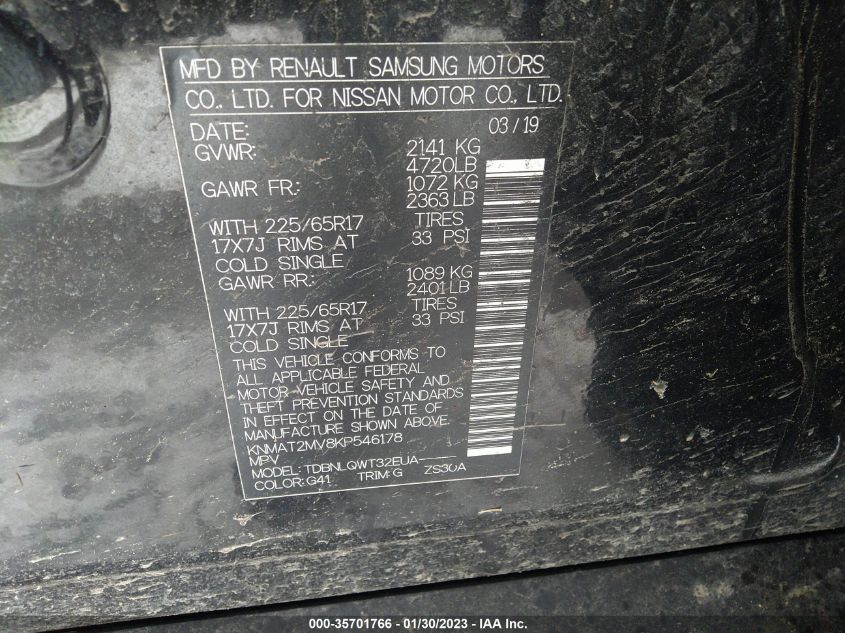 MFD BY RENAULT SAMSUNG MOTORS
CO., LTD. FOR NISSAN MOTOR CO., LTD.
DATE: 03/19
GVWR: 2141 KG
4720LB
GAWR FR: 1072 KG
2363 LB
WITH 225/65R17 TIRES
17X7J RIMS AT 33 PSI
COLD SINGLE
GAWR RR: 1089 KG
2401 LB
WITH 225/65R17 TIRES
17X7J RIMS AT 33 PSI
COLD SINGLE
THIS VEHICLE CONFORMS TO
ALL APPLICABLE FEDERAL
MOTOR VEHICLE SAFETY AND
THEFT PREVENTION STANDARDS
IN EFFECT ON THE DATE OF
MANUFACTURE SHOWN ABOVE.
KNMAT2MV8KP546178
MPV
MODEL: TDBNLQWT32EUA-----
COLOR: G41 TRIM: G ZS30A
000-35701766 - 01/30/2023 - © IAA Inc.